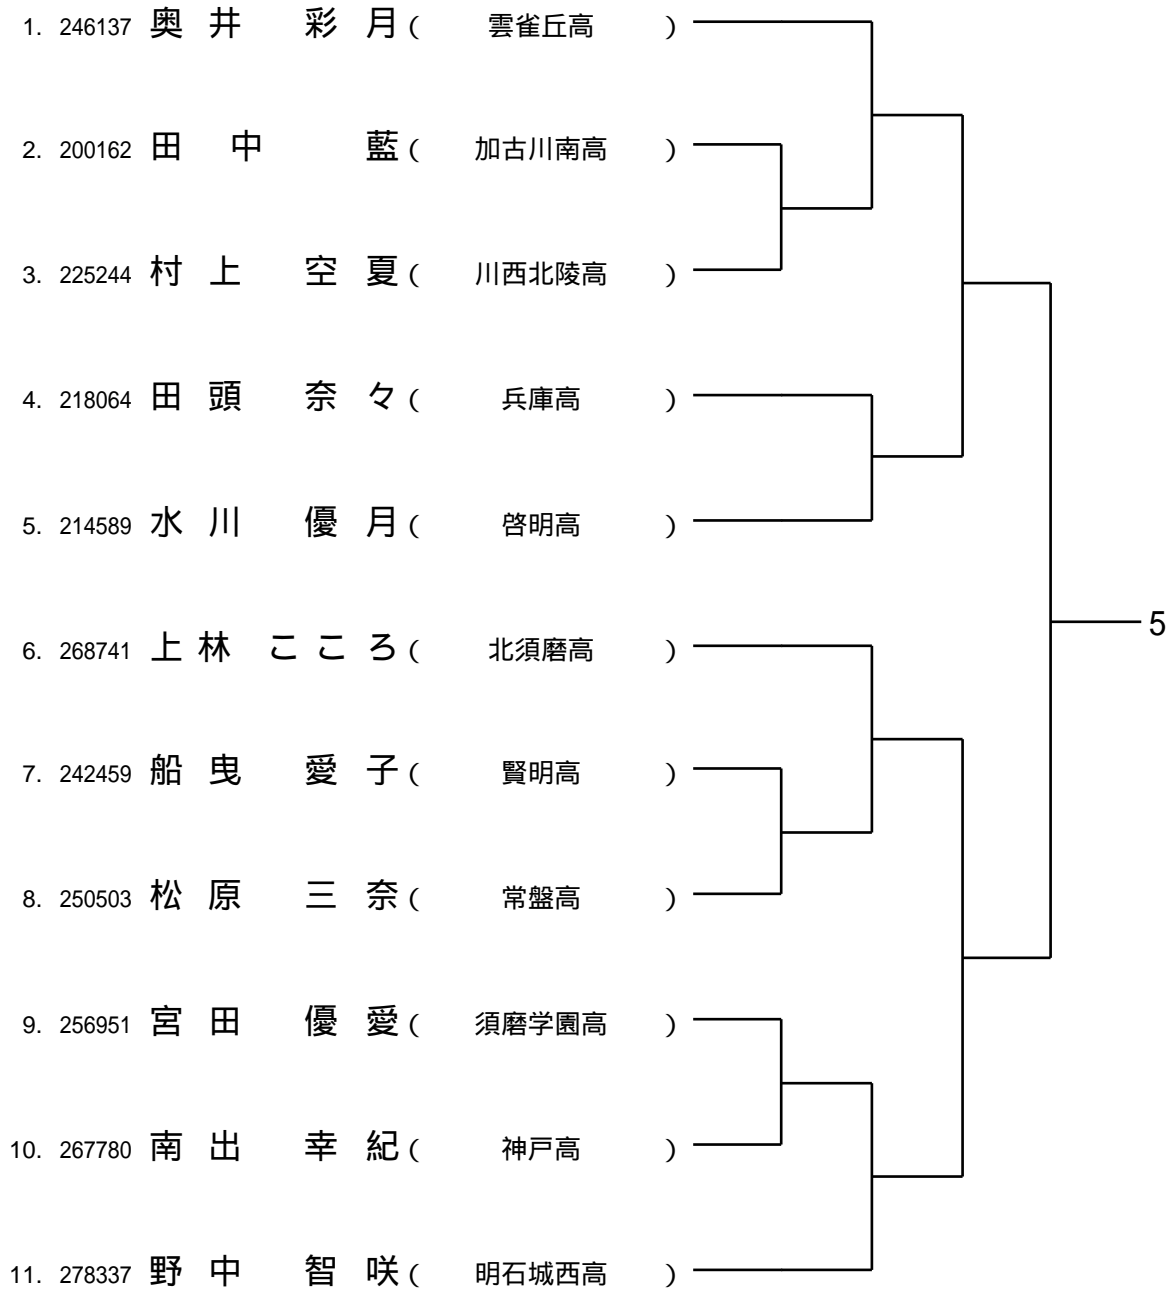 1. 246137 奥井 彩月 ( 雲雀丘高 )
2. 200162 田中 藍 ( 加古川南高 )
3. 225244 村上 空夏 ( 川西北陵高 )
4. 218064 田頭 奈々 ( 兵庫高 )
5. 214589 水川 優月 ( 啓明高 )
5
6. 268741 上林 こころ ( 北須磨高 )
7. 242459 船曳 愛子 ( 賢明高 )
8. 250503 松原 三奈 ( 常盤高 )
9. 256951 宮田 優愛 ( 須磨学園高 )
10. 267780 南出 幸紀 ( 神戸高 )
11. 278337 野中 智咲 ( 明石城西高 )